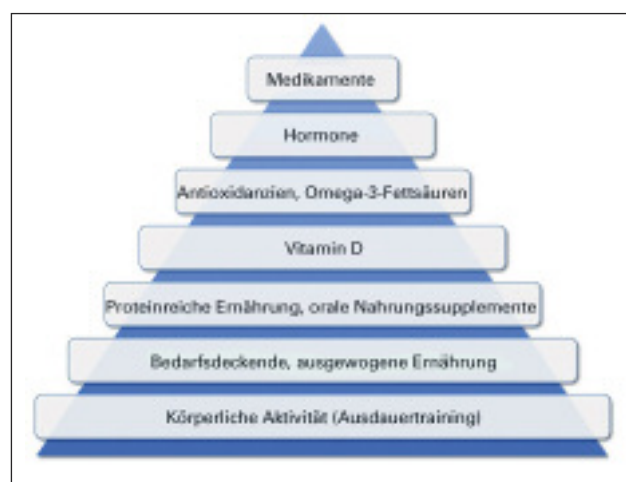 Medikamente
Hormone
Antioxidanzien, Omega-3-Fettsäuren
Vitamin D
Proteinreiche Ernährung, orale Nahrungssupplemente
Bedarfsdeckende, ausgewogene Ernährung
Körperliche Aktivität (Ausdauertraining)